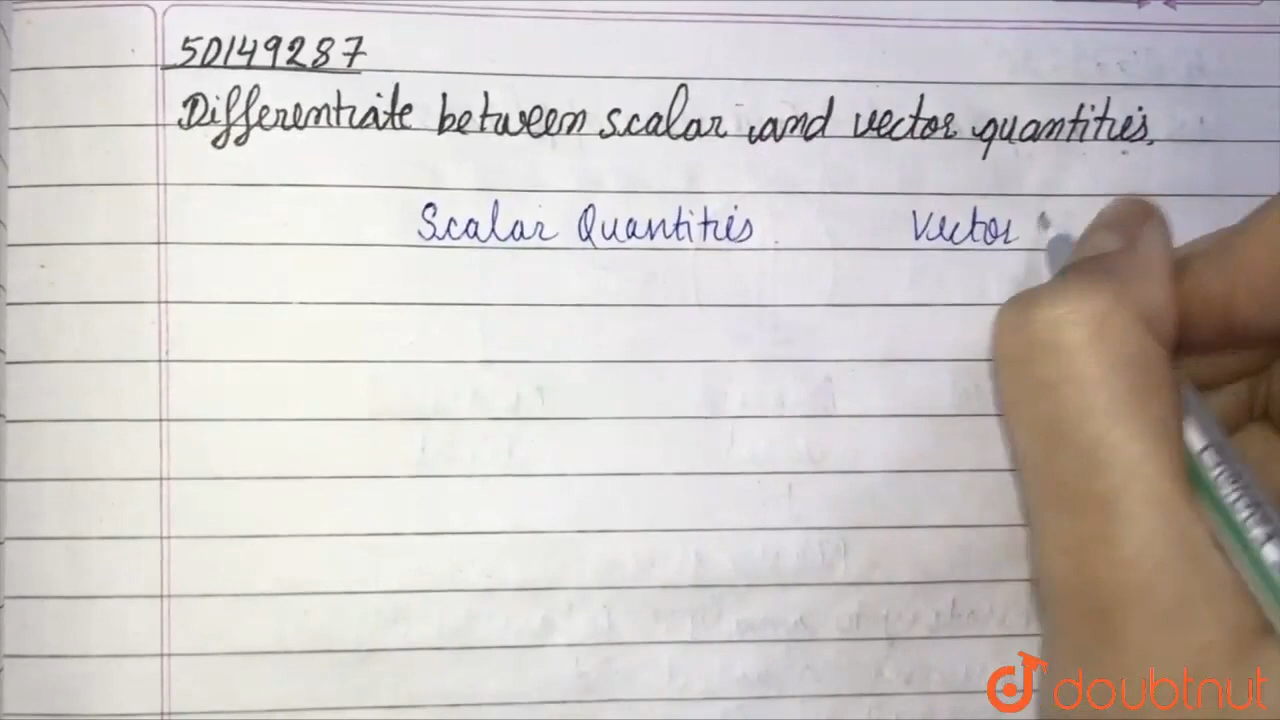 50149287
Differentiate between scalar and vector quantities.
Scalar Quantities Vector
doubtnut